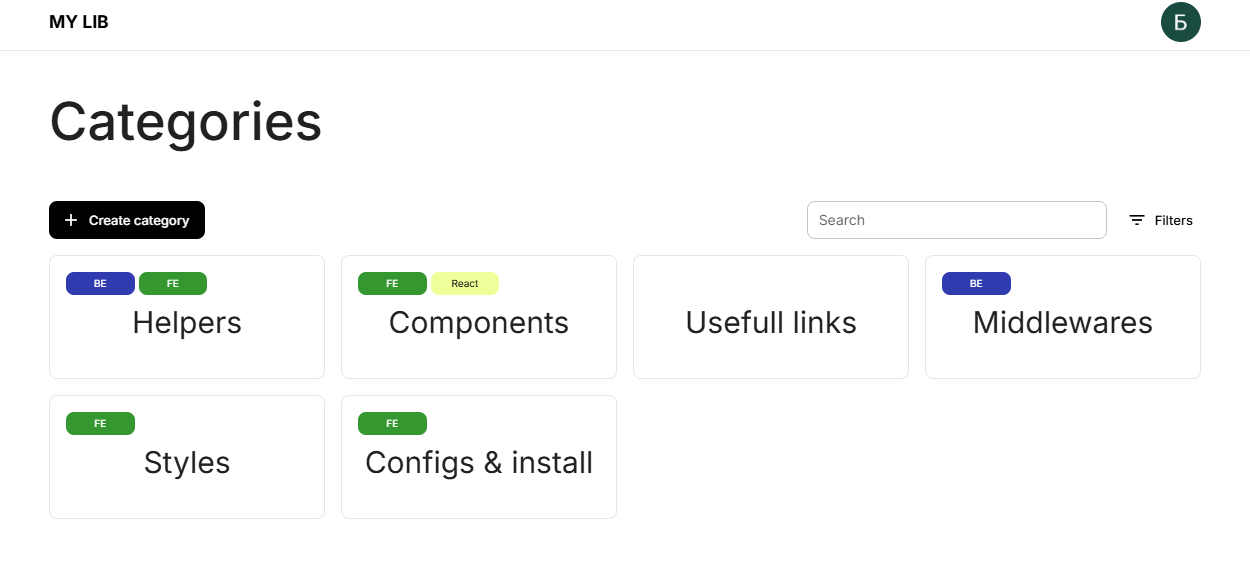 MY LIB
Б
Categories
Create category
Search
Filters
BE FE
Helpers
FE React
Components
Usefull links
BE
Middlewares
FE
Styles
FE
Configs & install